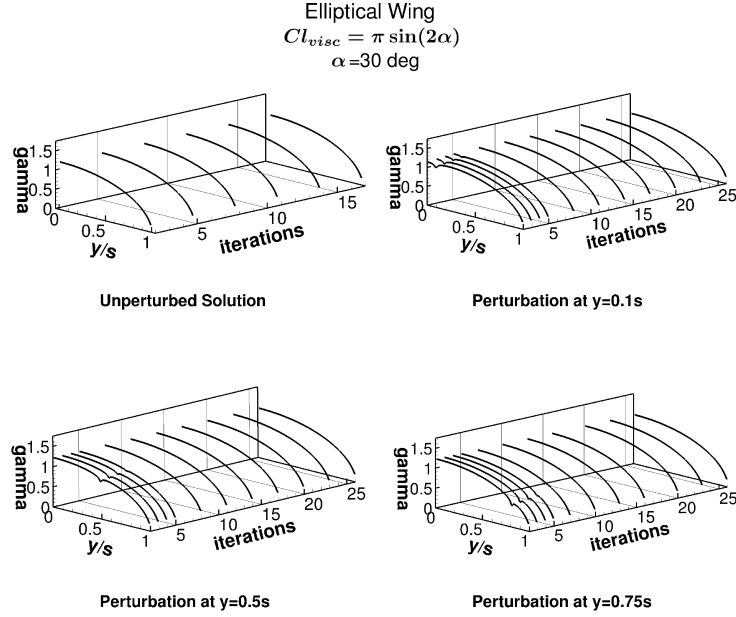 Elliptical Wing
Cl_visc = π sin(2α)
α=30 deg
gamma
1.5
1
0.5
0
0
0.5
1
y/s
5
10
15
iterations
Unperturbed Solution
gamma
1.5
1
0.5
0
0
0.5
1
y/s
5
10
15
20
25
iterations
Perturbation at y=0.1s
gamma
1.5
1
0.5
0
0
0.5
1
y/s
5
10
15
20
25
iterations
Perturbation at y=0.5s
gamma
1.5
1
0.5
0
0
0.5
1
y/s
5
10
15
20
25
iterations
Perturbation at y=0.75s